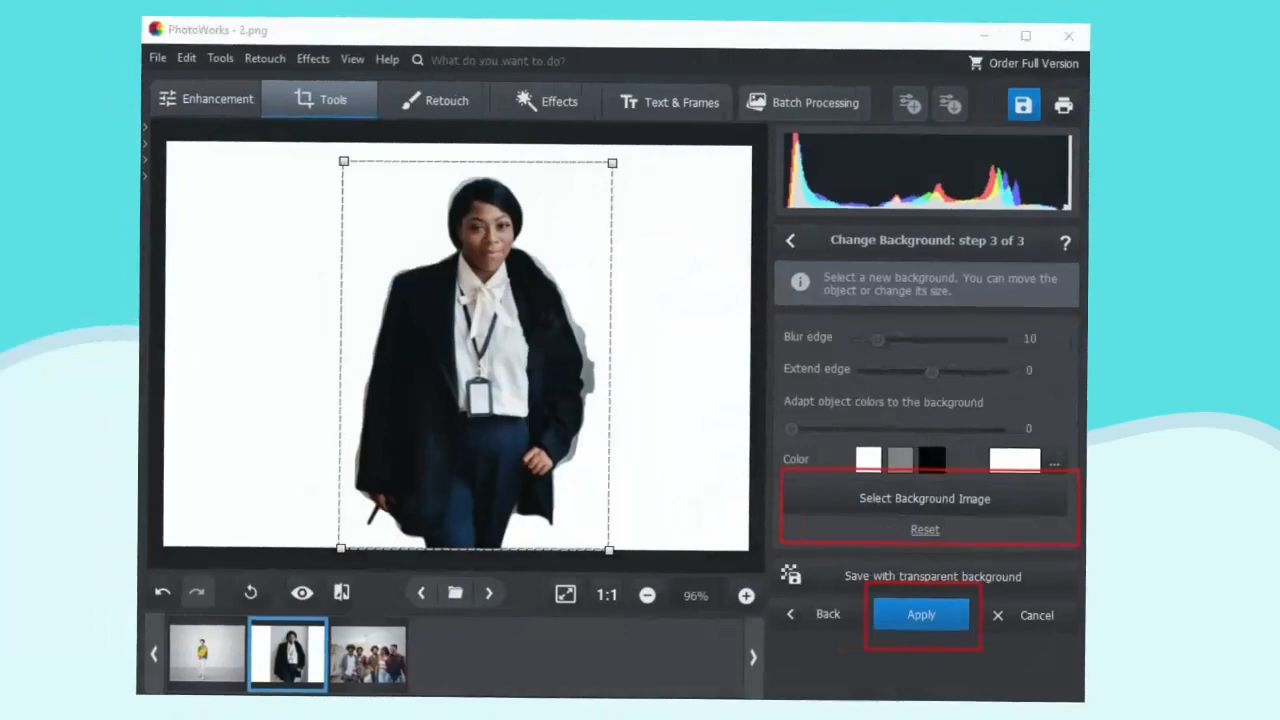 PhotoWorks - 2.png
File Edit Tools Retouch Effects View Help What do you want to do? Order Full Version
Enhancement Tools Retouch Effects Text & Frames Batch Processing
Change Background: step 3 of 3 ?
Select a new background. You can move the
object or change its size.
Blur edge 10
Extend edge 0
Adapt object colors to the background
0
Color ...
Select Background Image
Reset
Save with transparent background
1:1 96%
Back Apply Cancel